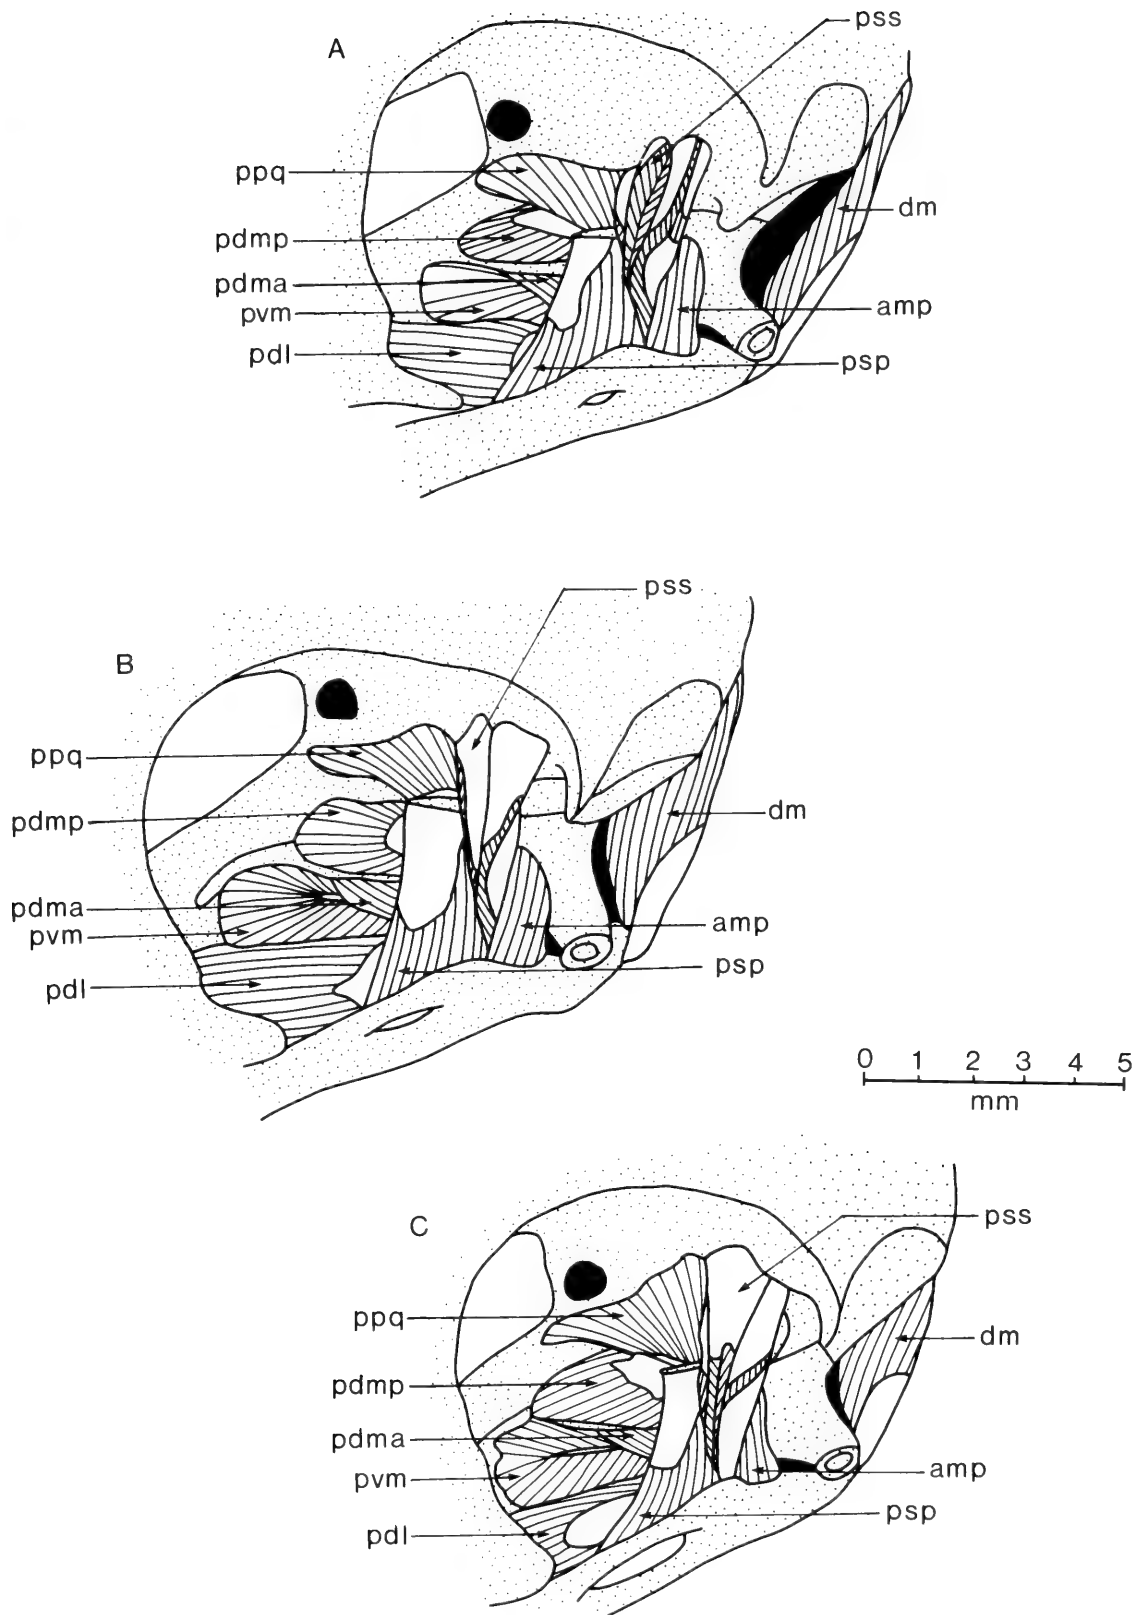 A
pss
ppq
dm
pdmp
pdma
pvm
amp
pdl
psp
pss
B
ppq
pdmp
dm
pdma
amp
pvm
psp
pdl
0 1 2 3 4 5
mm
C
pss
ppq
dm
pdmp
pdma
pvm
amp
psp
pdl